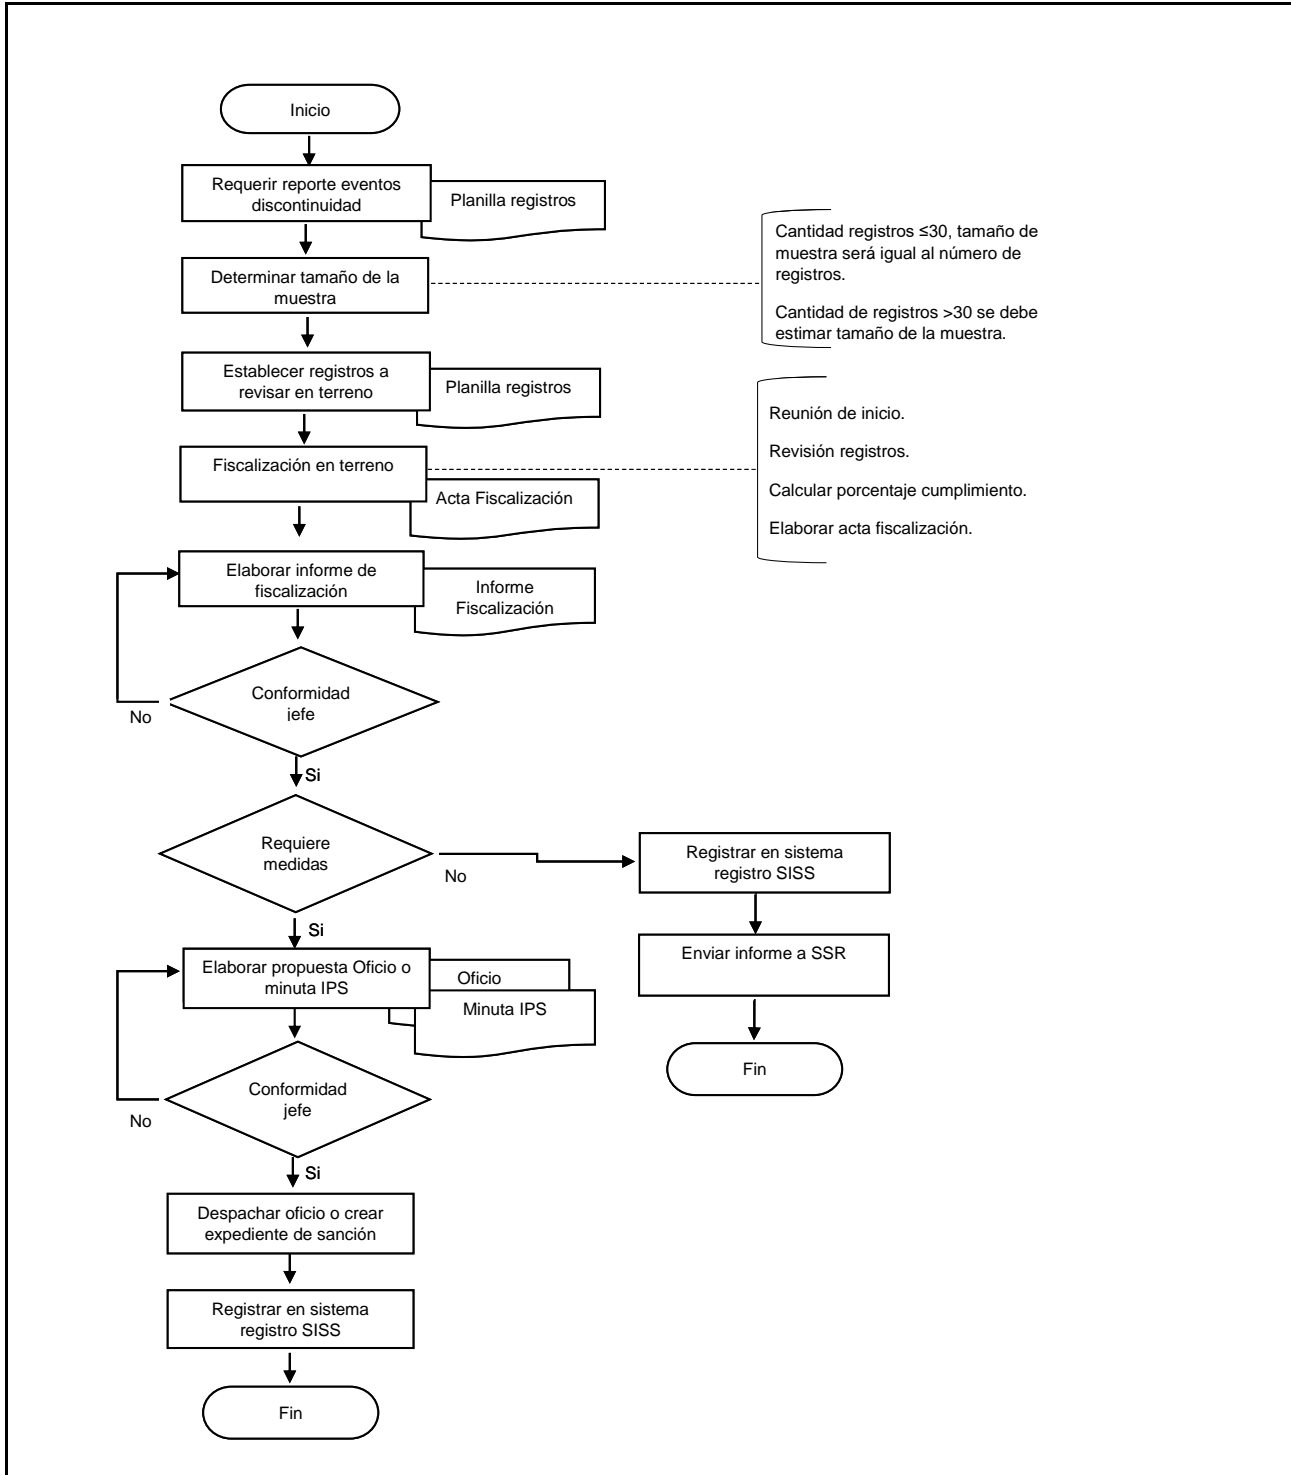 Inicio
Requerir reporte eventos
discontinuidad
Planilla registros
Cantidad registros ≤30, tamaño de
muestra será igual al número de
registros.
Cantidad de registros >30 se debe
estimar tamaño de la muestra.
Determinar tamaño de la
muestra
Establecer registros a
revisar en terreno
Planilla registros
Reunión de inicio.
Revisión registros.
Calcular porcentaje cumplimiento.
Elaborar acta fiscalización.
Fiscalización en terreno
Acta Fiscalización
Elaborar informe de
fiscalización
Informe
Fiscalización
Conformidad
jefe
No
Si
Requiere
medidas
No
Registrar en sistema
registro SISS
Enviar informe a SSR
Fin
Si
Elaborar propuesta Oficio o
minuta IPS
Oficio
Minuta IPS
Conformidad
jefe
No
Si
Despachar oficio o crear
expediente de sanción
Registrar en sistema
registro SISS
Fin